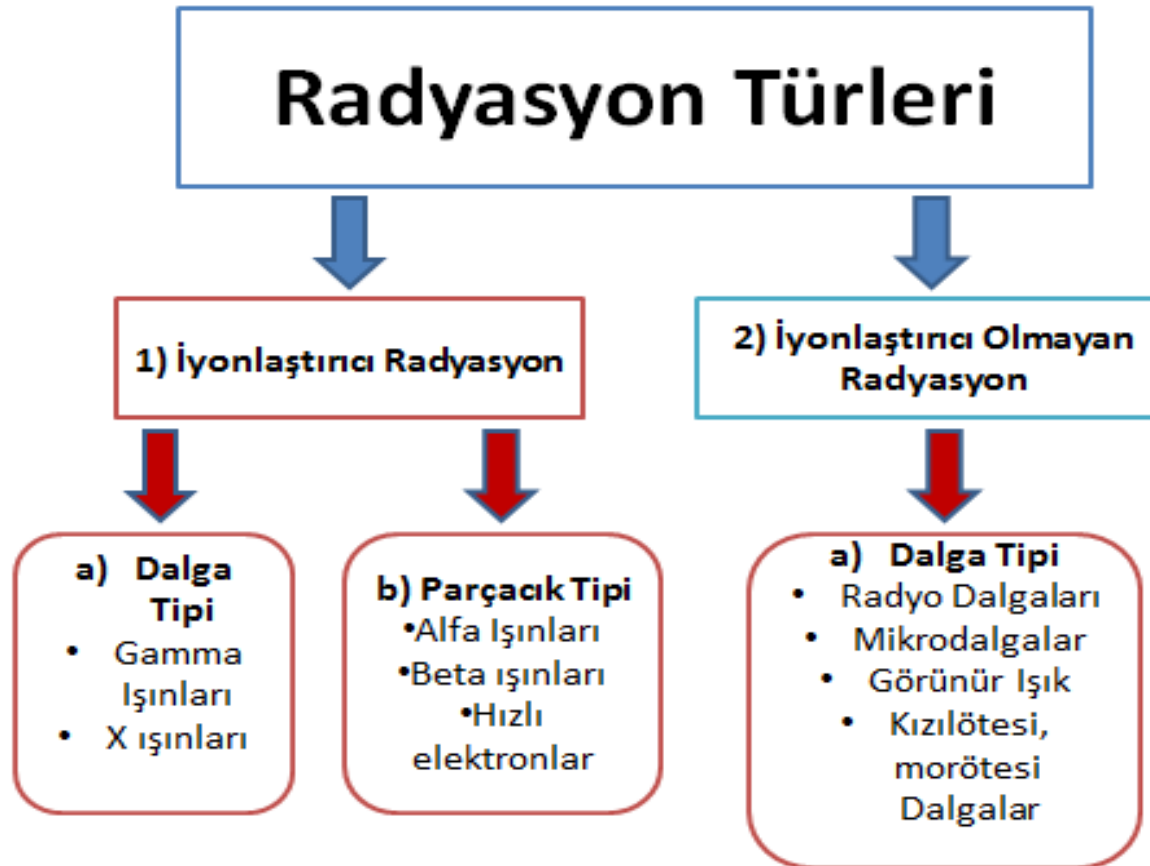 Radyasyon Türleri
1) İyonlaştırıcı Radyasyon
2) İyonlaştırıcı Olmayan
Radyasyon
a) Dalga
Tipi
• Gamma
Işınları
• X ışınları
b) Parçacık Tipi
•Alfa Işınları
•Beta ışınları
•Hızlı
elektronlar
a) Dalga Tipi
• Radyo Dalgaları
• Mikrodalgalar
• Görünür Işık
• Kızılötesi,
morötesi
Dalgalar